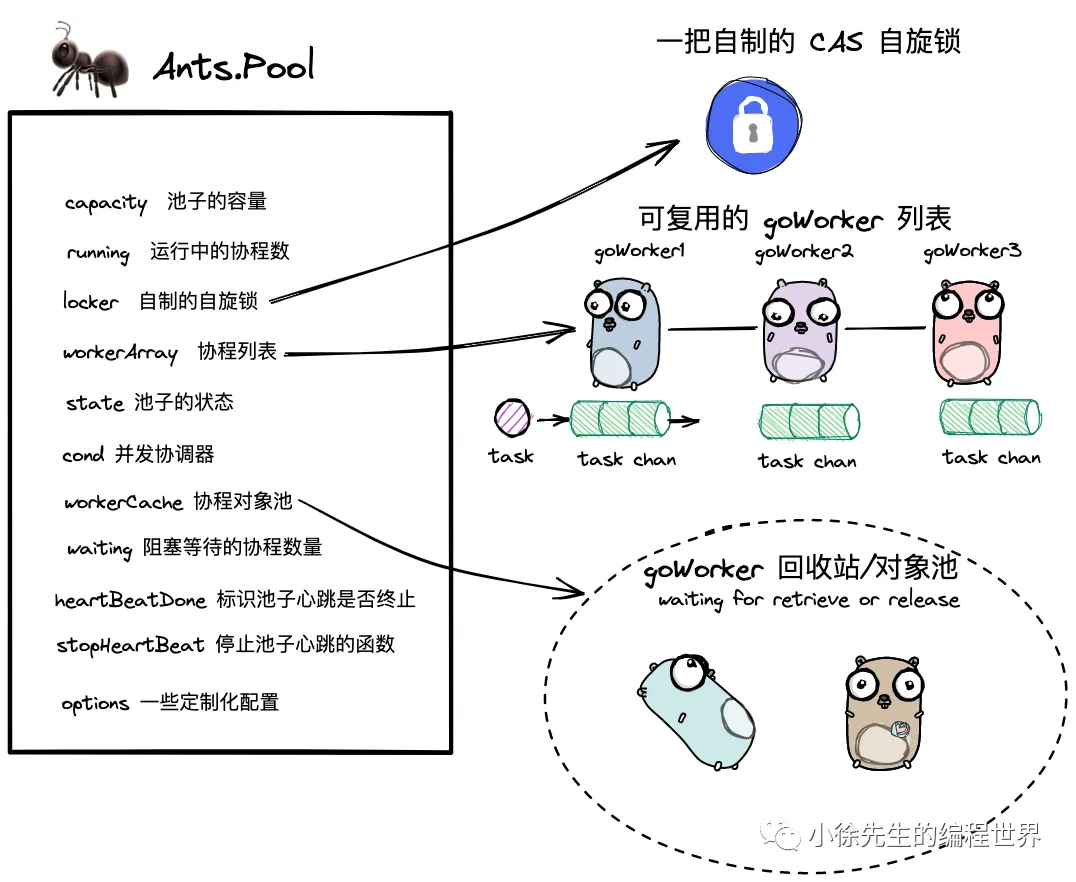 Ants.Pool
capacity 池子的容量
running 运行中的协程数
locker 自制的自旋锁
workerArray 协程列表
state 池子的状态
cond 并发协调器
workerCache 协程对象池
waiting 阻塞等待的协程数量
heartBeatDone 标识池子心跳是否终止
stopHeartBeat 停止池子心跳的函数
options 一些定制化配置
一把自制的 CAS 自旋锁
可复用的 goWorker 列表
goWorker1 goWorker2 goWorker3
task task chan task chan task chan
goWorker 回收站/对象池
waiting for retrieve or release
小徐先生的编程世界